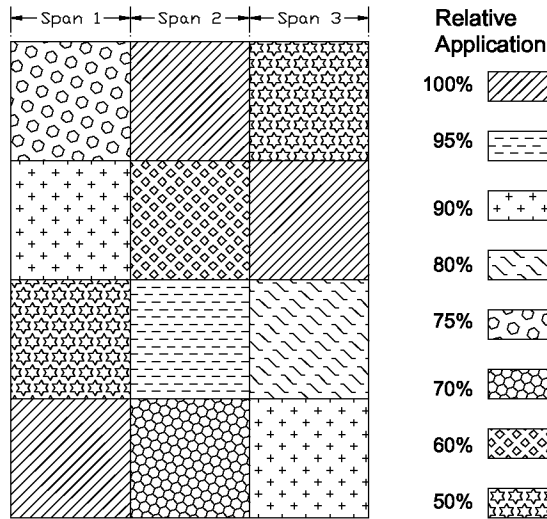 Span 1 Span 2 Span 3
Relative
Application
100%
95%
90%
80%
75%
70%
60%
50%